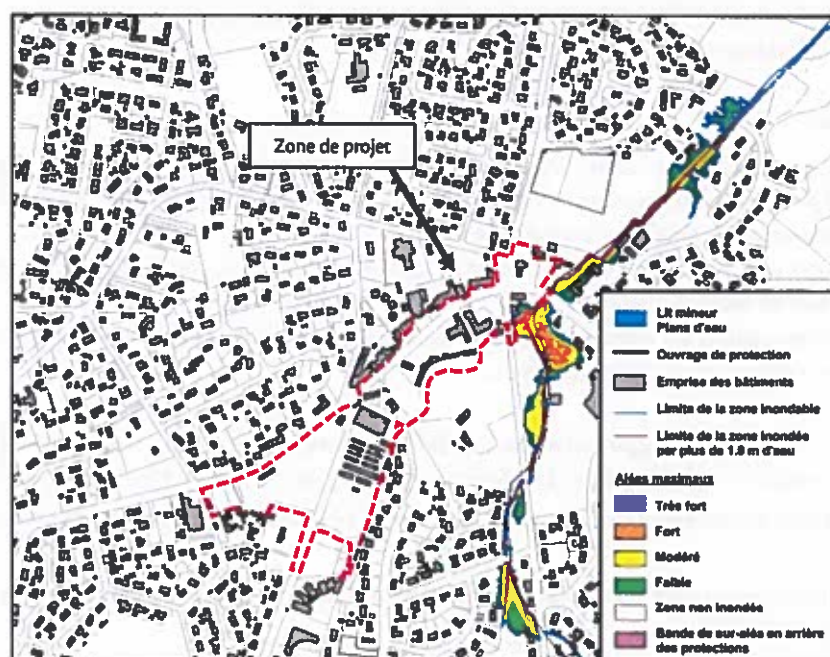 Zone de projet
Lit mineur
Plans d'eau
Ouvrage de protection
Emprise des bâtiments
Limite de la zone inondable
Limite de la zone inondée
par plus de 1.8 m d'eau
Aléas maximaux
Très fort
Fort
Modéré
Faible
Zone non inondée
Bande de sur-aléa en arrière
des protections